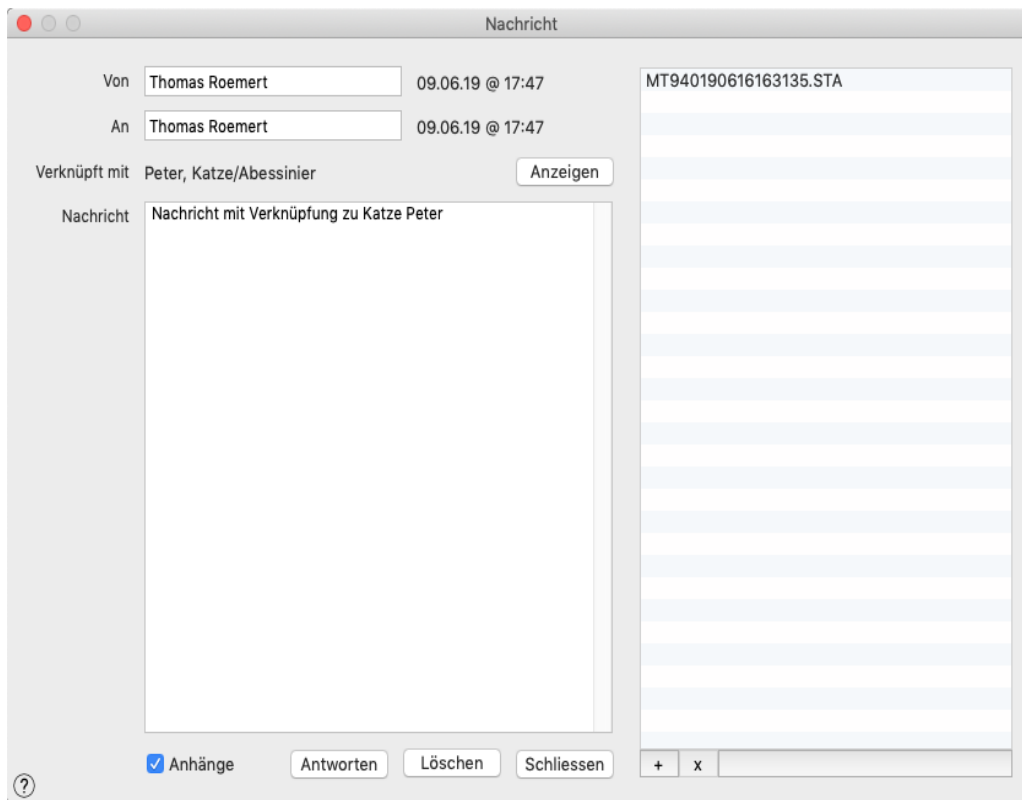 Nachricht
Von Thomas Roemert 09.06.19 @ 17:47
An Thomas Roemert 09.06.19 @ 17:47
Verknüpft mit Peter, Katze/Abessinier Anzeigen
Nachricht Nachricht mit Verknüpfung zu Katze Peter
MT940190616163135.STA
Anhänge Antworten Löschen Schliessen + x
?